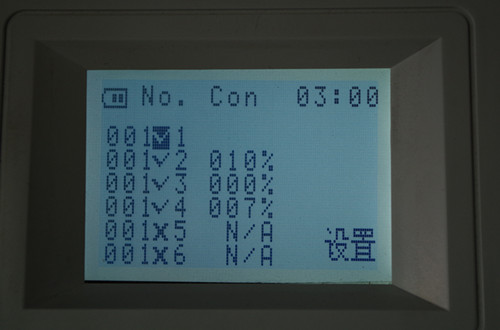 No. Con 03:00
001✓1
001✓2 010%
001✓3 000%
001✓4 007%
001x5 N/A
001x6 N/A
设置